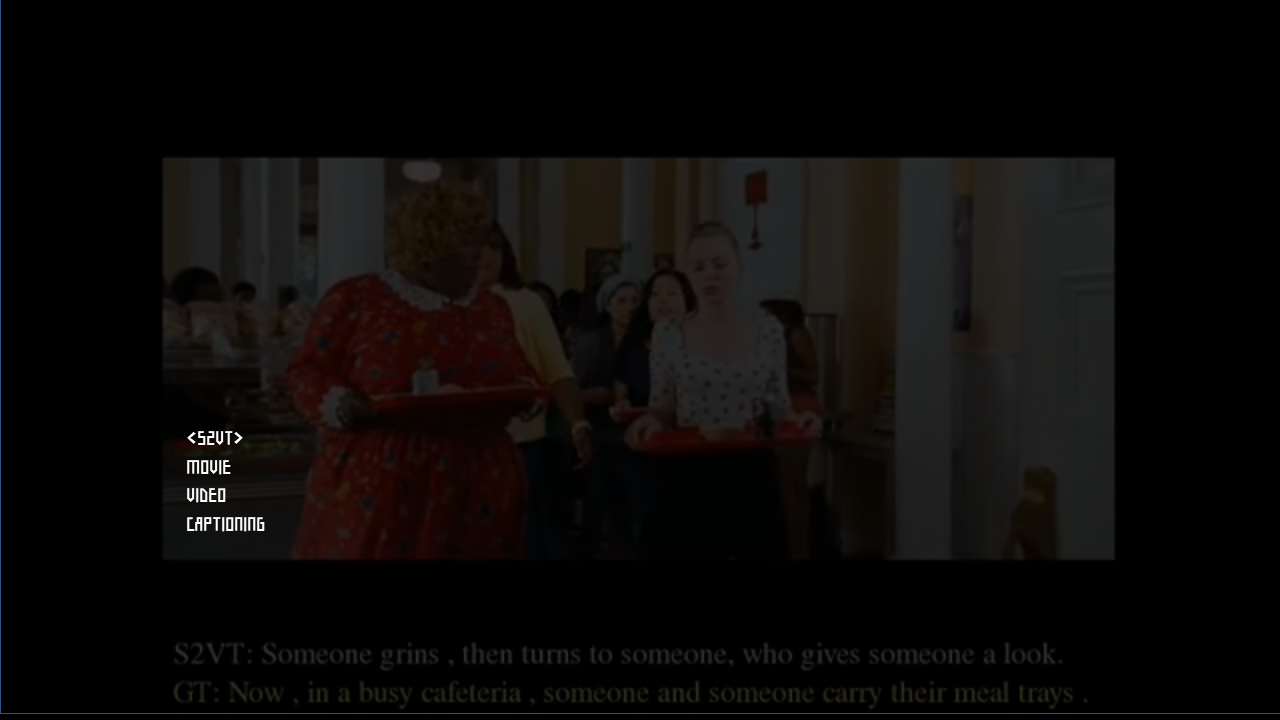 <S2VT>
MOVIE
VIDEO
CAPTIONING
S2VT: Someone grins , then turns to someone, who gives someone a look.
GT: Now , in a busy cafeteria , someone and someone carry their meal trays .